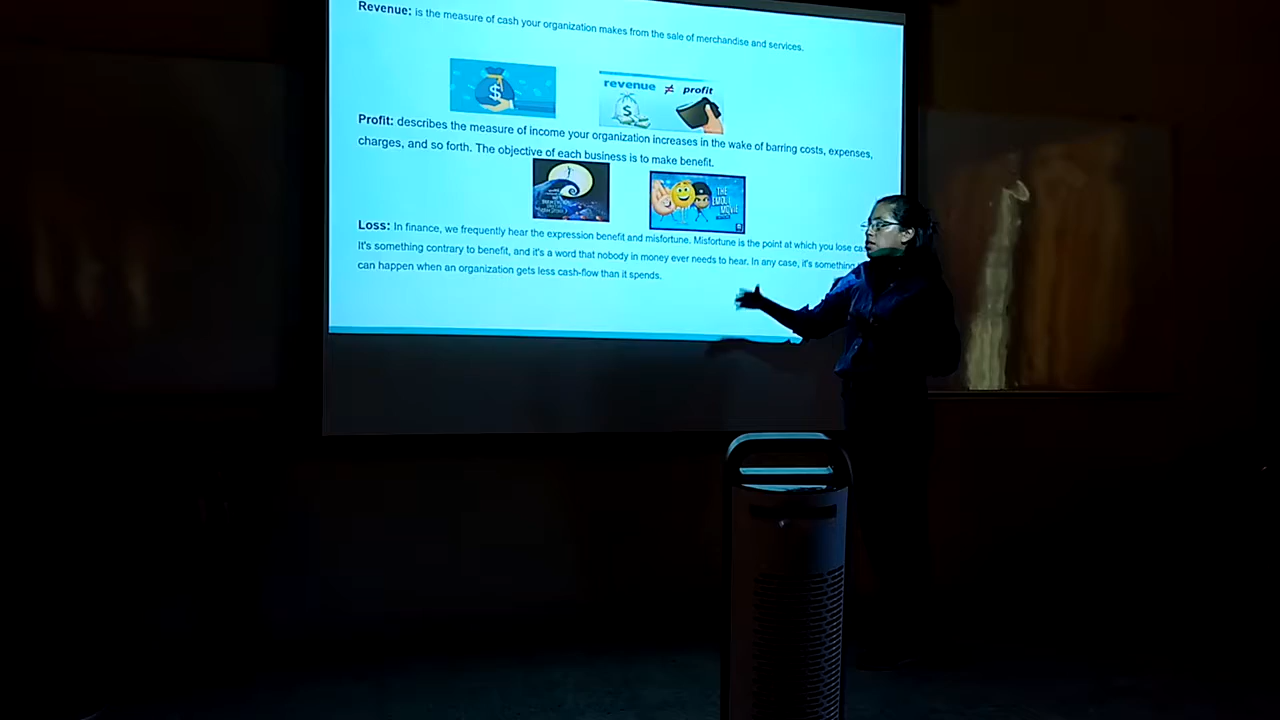 Revenue: is the measure of cash your organization makes from the sale of merchandise and services.
revenue ≠ profit
$
$
Profit: describes the measure of income your organization increases in the wake of barring costs, expenses,
charges, and so forth. The objective of each business is to make benefit.
THE
EMOJI
MOVIE
Loss: In finance, we frequently hear the expression benefit and misfortune. Misfortune is the point at which you lose
It's something contrary to benefit, and it's a word that nobody in money ever needs to hear. In any case, it's something
can happen when an organization gets less cash-flow than it spends.